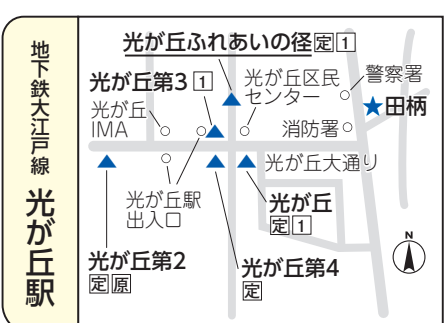 地下鉄大江戸線 光が丘駅
光が丘ふれあいの径定1
光が丘第3 1
光が丘区民
センター
警察署
★田柄
光が丘
IMA
消防署
光が丘大通り
光が丘駅
出入口
光が丘
定1
光が丘第2
定原
光が丘第4
定
N